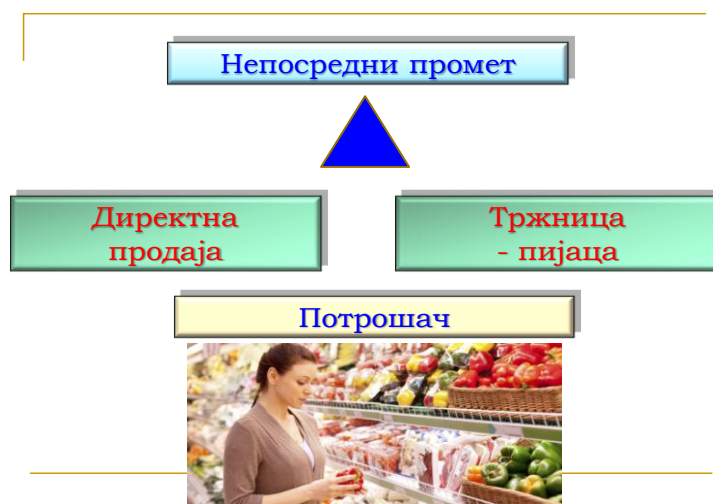 Непосредни промет
Директна
продаја
Тржница
- пијаца
Потрошач